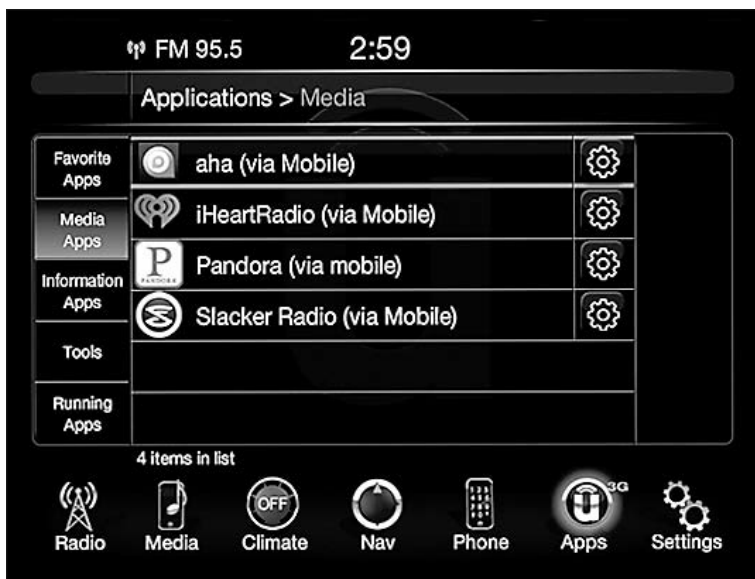 FM 95.5 2:59
Applications > Media
Favorite
Apps
aha (via Mobile)
Media
Apps
iHeartRadio (via Mobile)
Information
Apps
P
PANDORA
Pandora (via mobile)
Slacker Radio (via Mobile)
Tools
Running
Apps
4 items in list
OFF
3G
Radio Media Climate Nav Phone Apps Settings